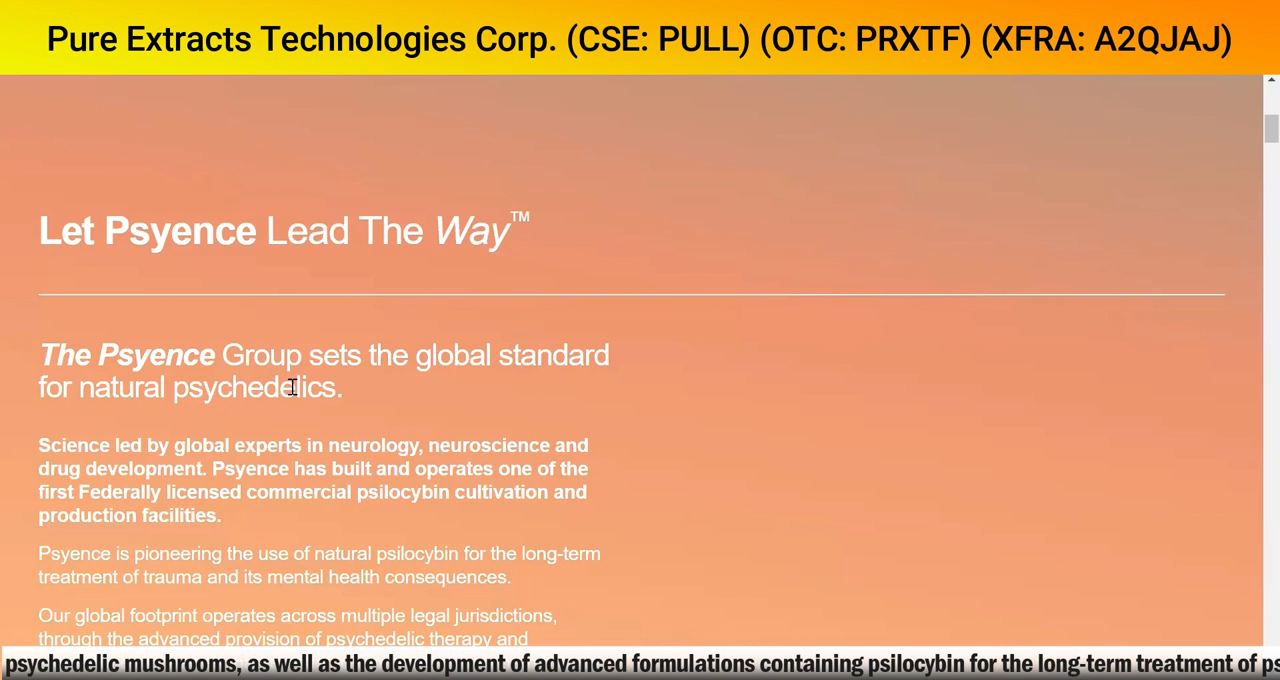 Pure Extracts Technologies Corp. (CSE: PULL) (OTC: PRXTF) (XFRA: A2QJAJ)
Let Psyence Lead The Way™
The Psyence Group sets the global standard
for natural psychedelics.
Science led by global experts in neurology, neuroscience and
drug development. Psyence has built and operates one of the
first Federally licensed commercial psilocybin cultivation and
production facilities.
Psyence is pioneering the use of natural psilocybin for the long-term
treatment of trauma and its mental health consequences.
Our global footprint operates across multiple legal jurisdictions,
through the advanced provision of psychedelic therapy and
psychedelic mushrooms, as well as the development of advanced formulations containing psilocybin for the long-term treatment of ps